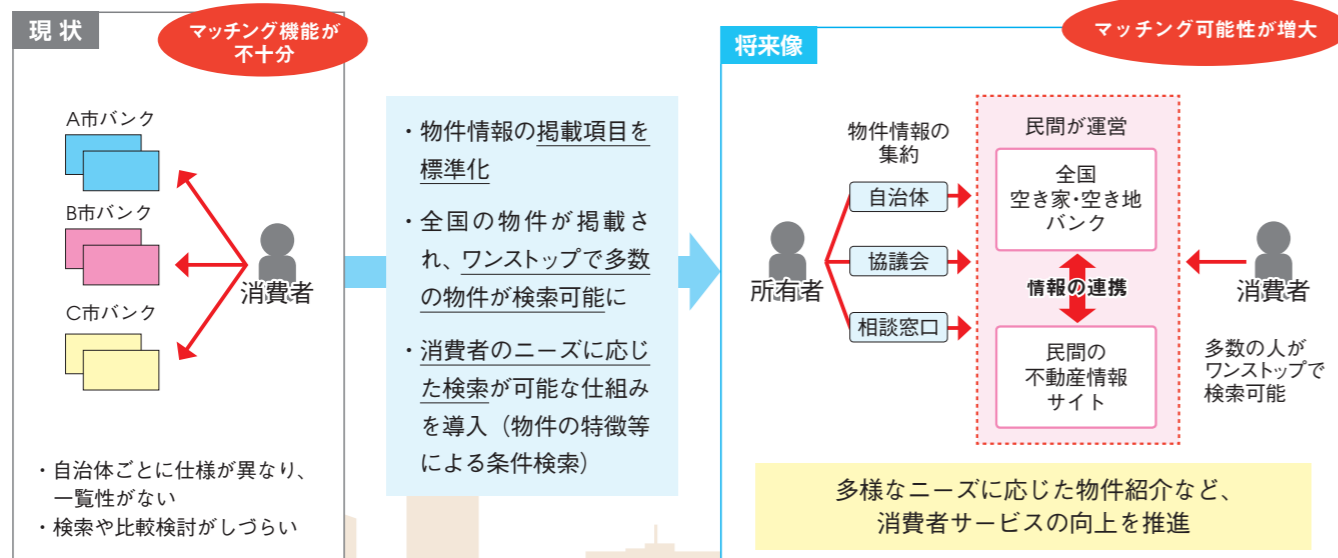 現状
マッチング機能が
不十分
A市バンク
B市バンク
C市バンク
消費者
・自治体ごとに仕様が異なり、
一覧性がない
・検索や比較検討がしづらい
・物件情報の掲載項目を
標準化
・全国の物件が掲載さ
れ、ワンストップで多数
の物件が検索可能に
・消費者のニーズに応じ
た検索が可能な仕組み
を導入（物件の特徴等
による条件検索）
将来像
マッチング可能性が増大
物件情報の
集約
所有者
自治体
協議会
相談窓口
民間が運営
全国
空き家・空き地
バンク
情報の連携
民間の
不動産情報
サイト
消費者
多数の人が
ワンストップで
検索可能
多様なニーズに応じた物件紹介など、
消費者サービスの向上を推進